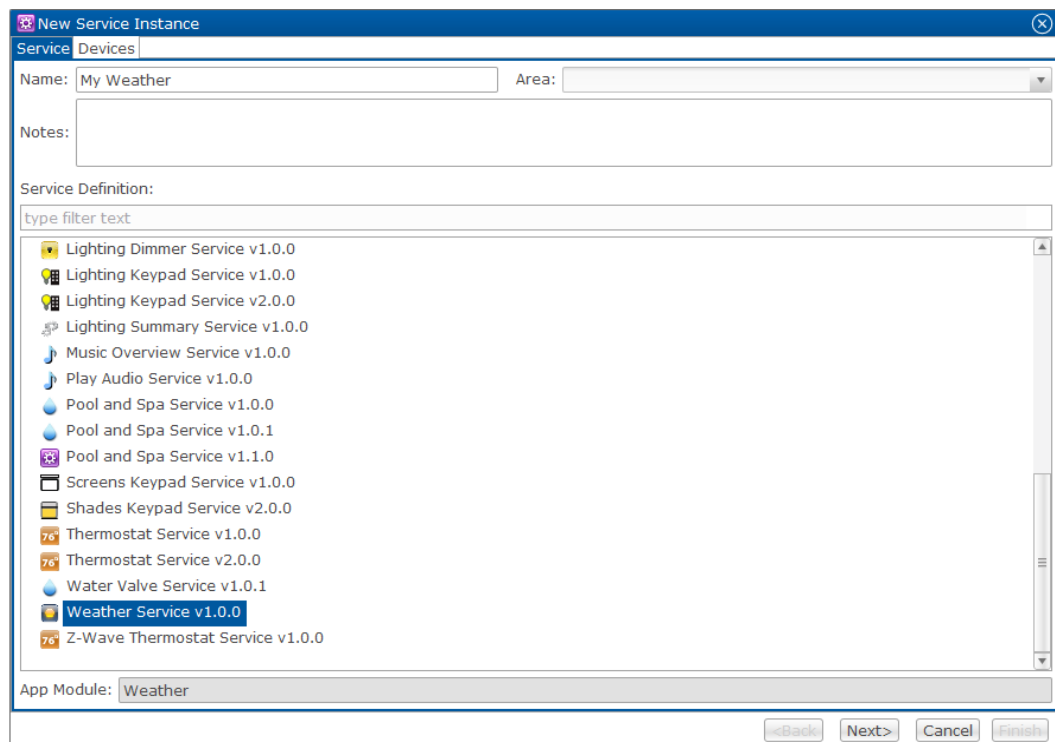 New Service Instance
Service Devices
Name: My Weather Area:
Notes:
Service Definition:
type filter text
Lighting Dimmer Service v1.0.0
Lighting Keypad Service v1.0.0
Lighting Keypad Service v2.0.0
Lighting Summary Service v1.0.0
Music Overview Service v1.0.0
Play Audio Service v1.0.0
Pool and Spa Service v1.0.0
Pool and Spa Service v1.0.1
Pool and Spa Service v1.1.0
Screens Keypad Service v1.0.0
Shades Keypad Service v2.0.0
76° Thermostat Service v1.0.0
76° Thermostat Service v2.0.0
Water Valve Service v1.0.1
Weather Service v1.0.0
76° Z-Wave Thermostat Service v1.0.0
App Module: Weather
<Back Next> Cancel Finish